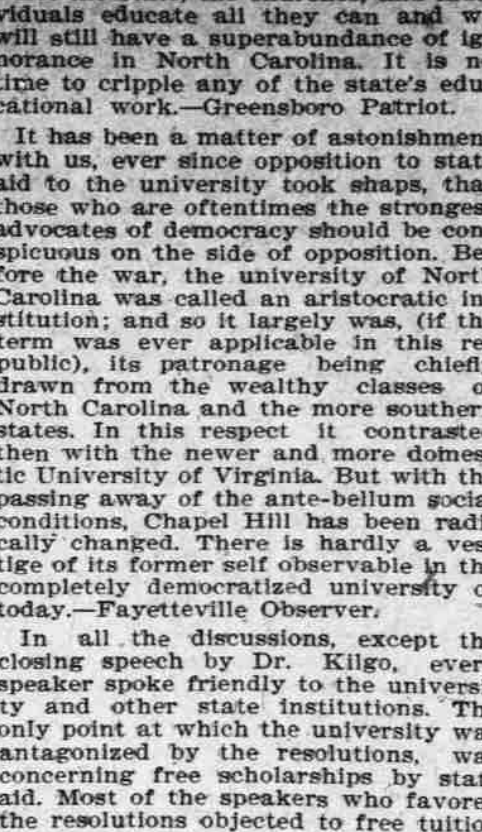 viduals educate all they can and w
will still have a superabundance of ig
norance in North Carolina. It is n
time to cripple any of the state's edu
cational work.—Greensboro Patriot.
It has been a matter of astonishmen
with us, ever since opposition to stat
aid to the university took shaps, tha
those who are oftentimes the stronges
advocates of democracy should be con
spicuous on the side of opposition. Be
fore the war, the university of North
Carolina was called an aristocratic in
stitution; and so it largely was, (if th
term was ever applicable in this re
public), its patronage being chiefl
drawn from the wealthy classes o
North Carolina and the more southern
states. In this respect it contraste
then with the newer and more domes
tic University of Virginia. But with th
passing away of the ante-bellum socia
conditions, Chapel Hill has been radi
cally changed. There is hardly a ves
tige of its former self observable in th
completely democratized university o
today.—Fayetteville Observer.
In all the discussions, except th
closing speech by Dr. Kilgo, ever
speaker spoke friendly to the universi
ty and other state institutions. Th
only point at which the university wa
antagonized by the resolutions, wa
concerning free scholarships by stat
aid. Most of the speakers who favore
the resolutions objected to free tuitio